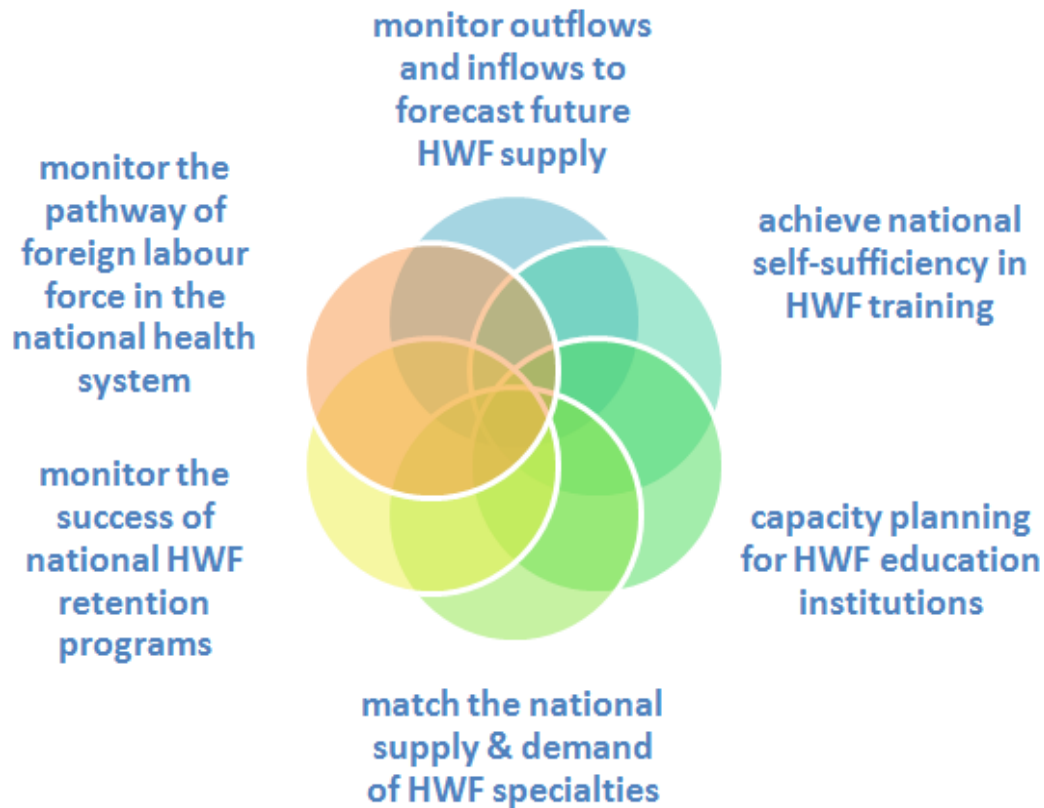 monitor outflows
and inflows to
forecast future
HWF supply
achieve national
self-sufficiency in
HWF training
capacity planning
for HWF education
institutions
match the national
supply & demand
of HWF specialties
monitor the
success of
national HWF
retention
programs
monitor the
pathway of
foreign labour
force in the
national health
system